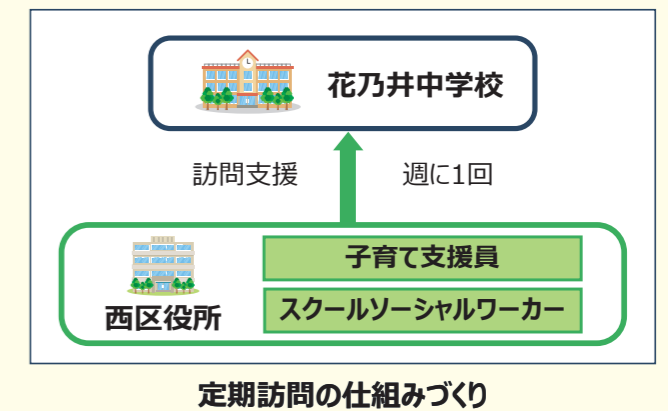 花乃井中学校
訪問支援 週に1回
子育て支援員
スクールソーシャルワーカー
西区役所
定期訪問の仕組みづくり